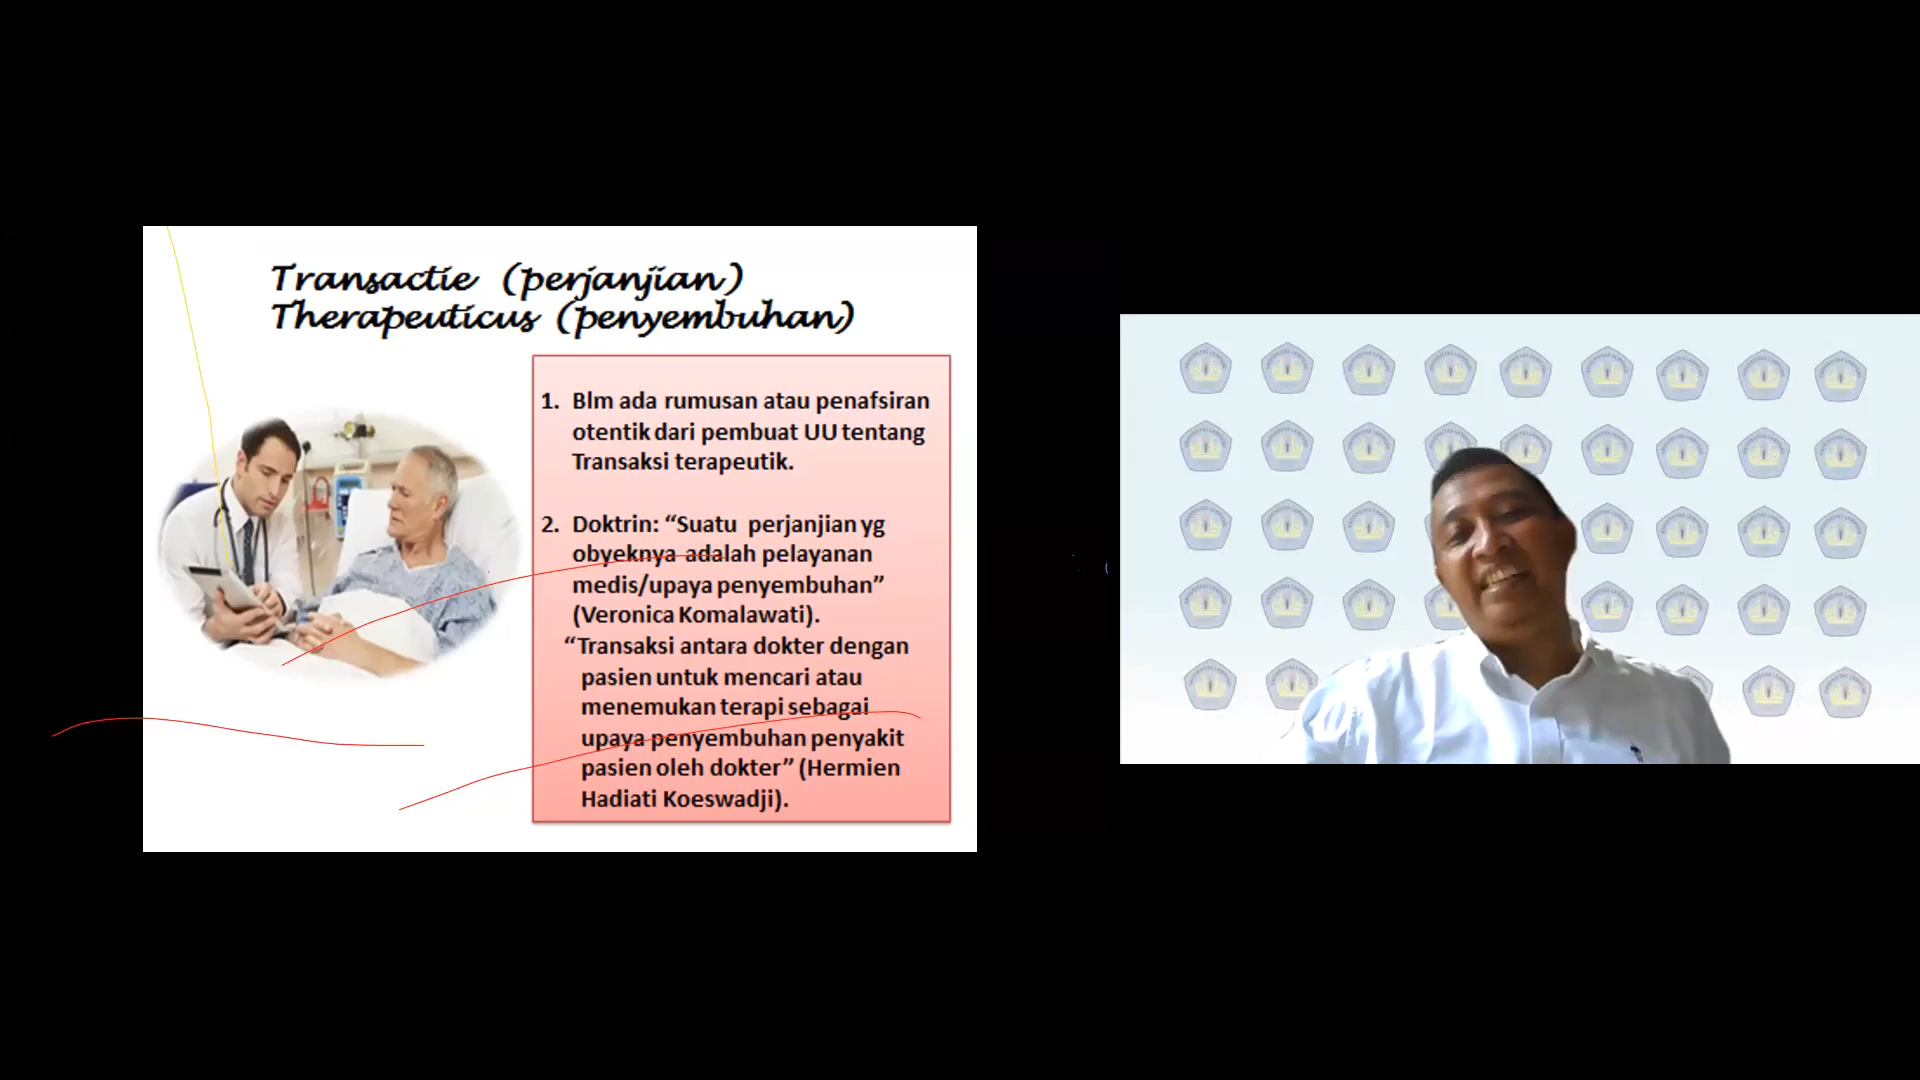 Transactie (perjanjian)
Therapeuticus (penyembuhan)
1. Blm ada rumusan atau penafsiran
otentik dari pembuat UU tentang
Transaksi terapeutik.
2. Doktrin: “Suatu perjanjian yg
obyeknya adalah pelayanan
medis/upaya penyembuhan”
(Veronica Komalawati).
“Transaksi antara dokter dengan
pasien untuk mencari atau
menemukan terapi sebagai
upaya penyembuhan penyakit
pasien oleh dokter” (Hermien
Hadiati Koeswadji).